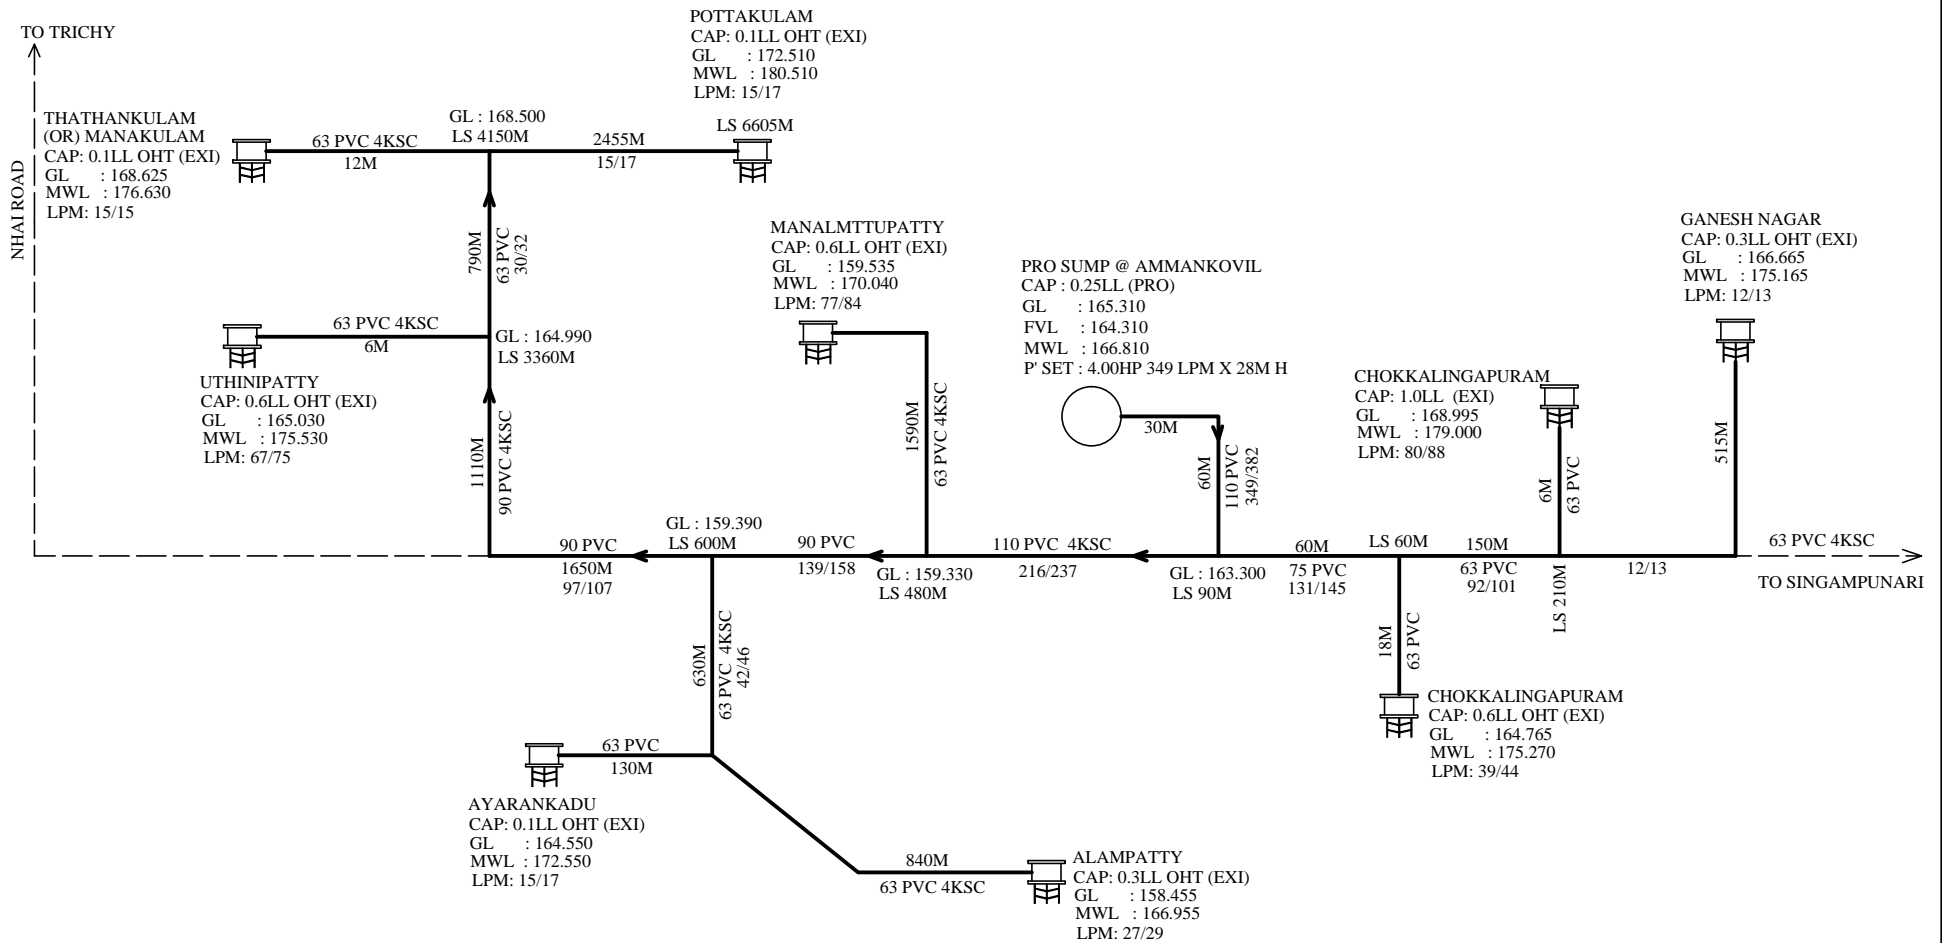 TO TRICHY
NHAI ROAD
THATHANKULAM
(OR) MANAKULAM
CAP: 0.1LL OHT (EXI)
GL : 168.625
MWL : 176.630
LPM: 15/15
63 PVC 4KSC
12M
GL : 168.500
LS 4150M
2455M
15/17
POTTAKULAM
CAP: 0.1LL OHT (EXI)
GL : 172.510
MWL : 180.510
LPM: 15/17
LS 6605M
790M
63 PVC
30/32
63 PVC 4KSC
6M
GL : 164.990
LS 3360M
UTHINIPATTY
CAP: 0.6LL OHT (EXI)
GL : 165.030
MWL : 175.530
LPM: 67/75
1110M
90 PVC 4KSC
MANALMTTUPATTY
CAP: 0.6LL OHT (EXI)
GL : 159.535
MWL : 170.040
LPM: 77/84
1590M
63 PVC 4KSC
PRO SUMP @ AMMANKOVIL
CAP : 0.25LL (PRO)
GL : 165.310
FVL : 164.310
MWL : 166.810
P' SET : 4.00HP 349 LPM X 28M H
30M
60M
110 PVC
349/382
CHOKKALINGAPURAM
CAP: 1.0LL (EXI)
GL : 168.995
MWL : 179.000
LPM: 80/88
6M
63 PVC
GANESH NAGAR
CAP: 0.3LL OHT (EXI)
GL : 166.665
MWL : 175.165
LPM: 12/13
515M
90 PVC
1650M
97/107
GL : 159.390
LS 600M
90 PVC
139/158
GL : 159.330
LS 480M
110 PVC 4KSC
216/237
GL : 163.300
LS 90M
60M
75 PVC
131/145
LS 60M
150M
63 PVC
92/101
LS 210M
12/13
63 PVC 4KSC
TO SINGAMPUNARI
630M
63 PVC 4KSC
42/46
18M
63 PVC
CHOKKALINGAPURAM
CAP: 0.6LL OHT (EXI)
GL : 164.765
MWL : 175.270
LPM: 39/44
63 PVC
130M
AYARANKADU
CAP: 0.1LL OHT (EXI)
GL : 164.550
MWL : 172.550
LPM: 15/17
840M
63 PVC 4KSC
ALAMPATTY
CAP: 0.3LL OHT (EXI)
GL : 158.455
MWL : 166.955
LPM: 27/29